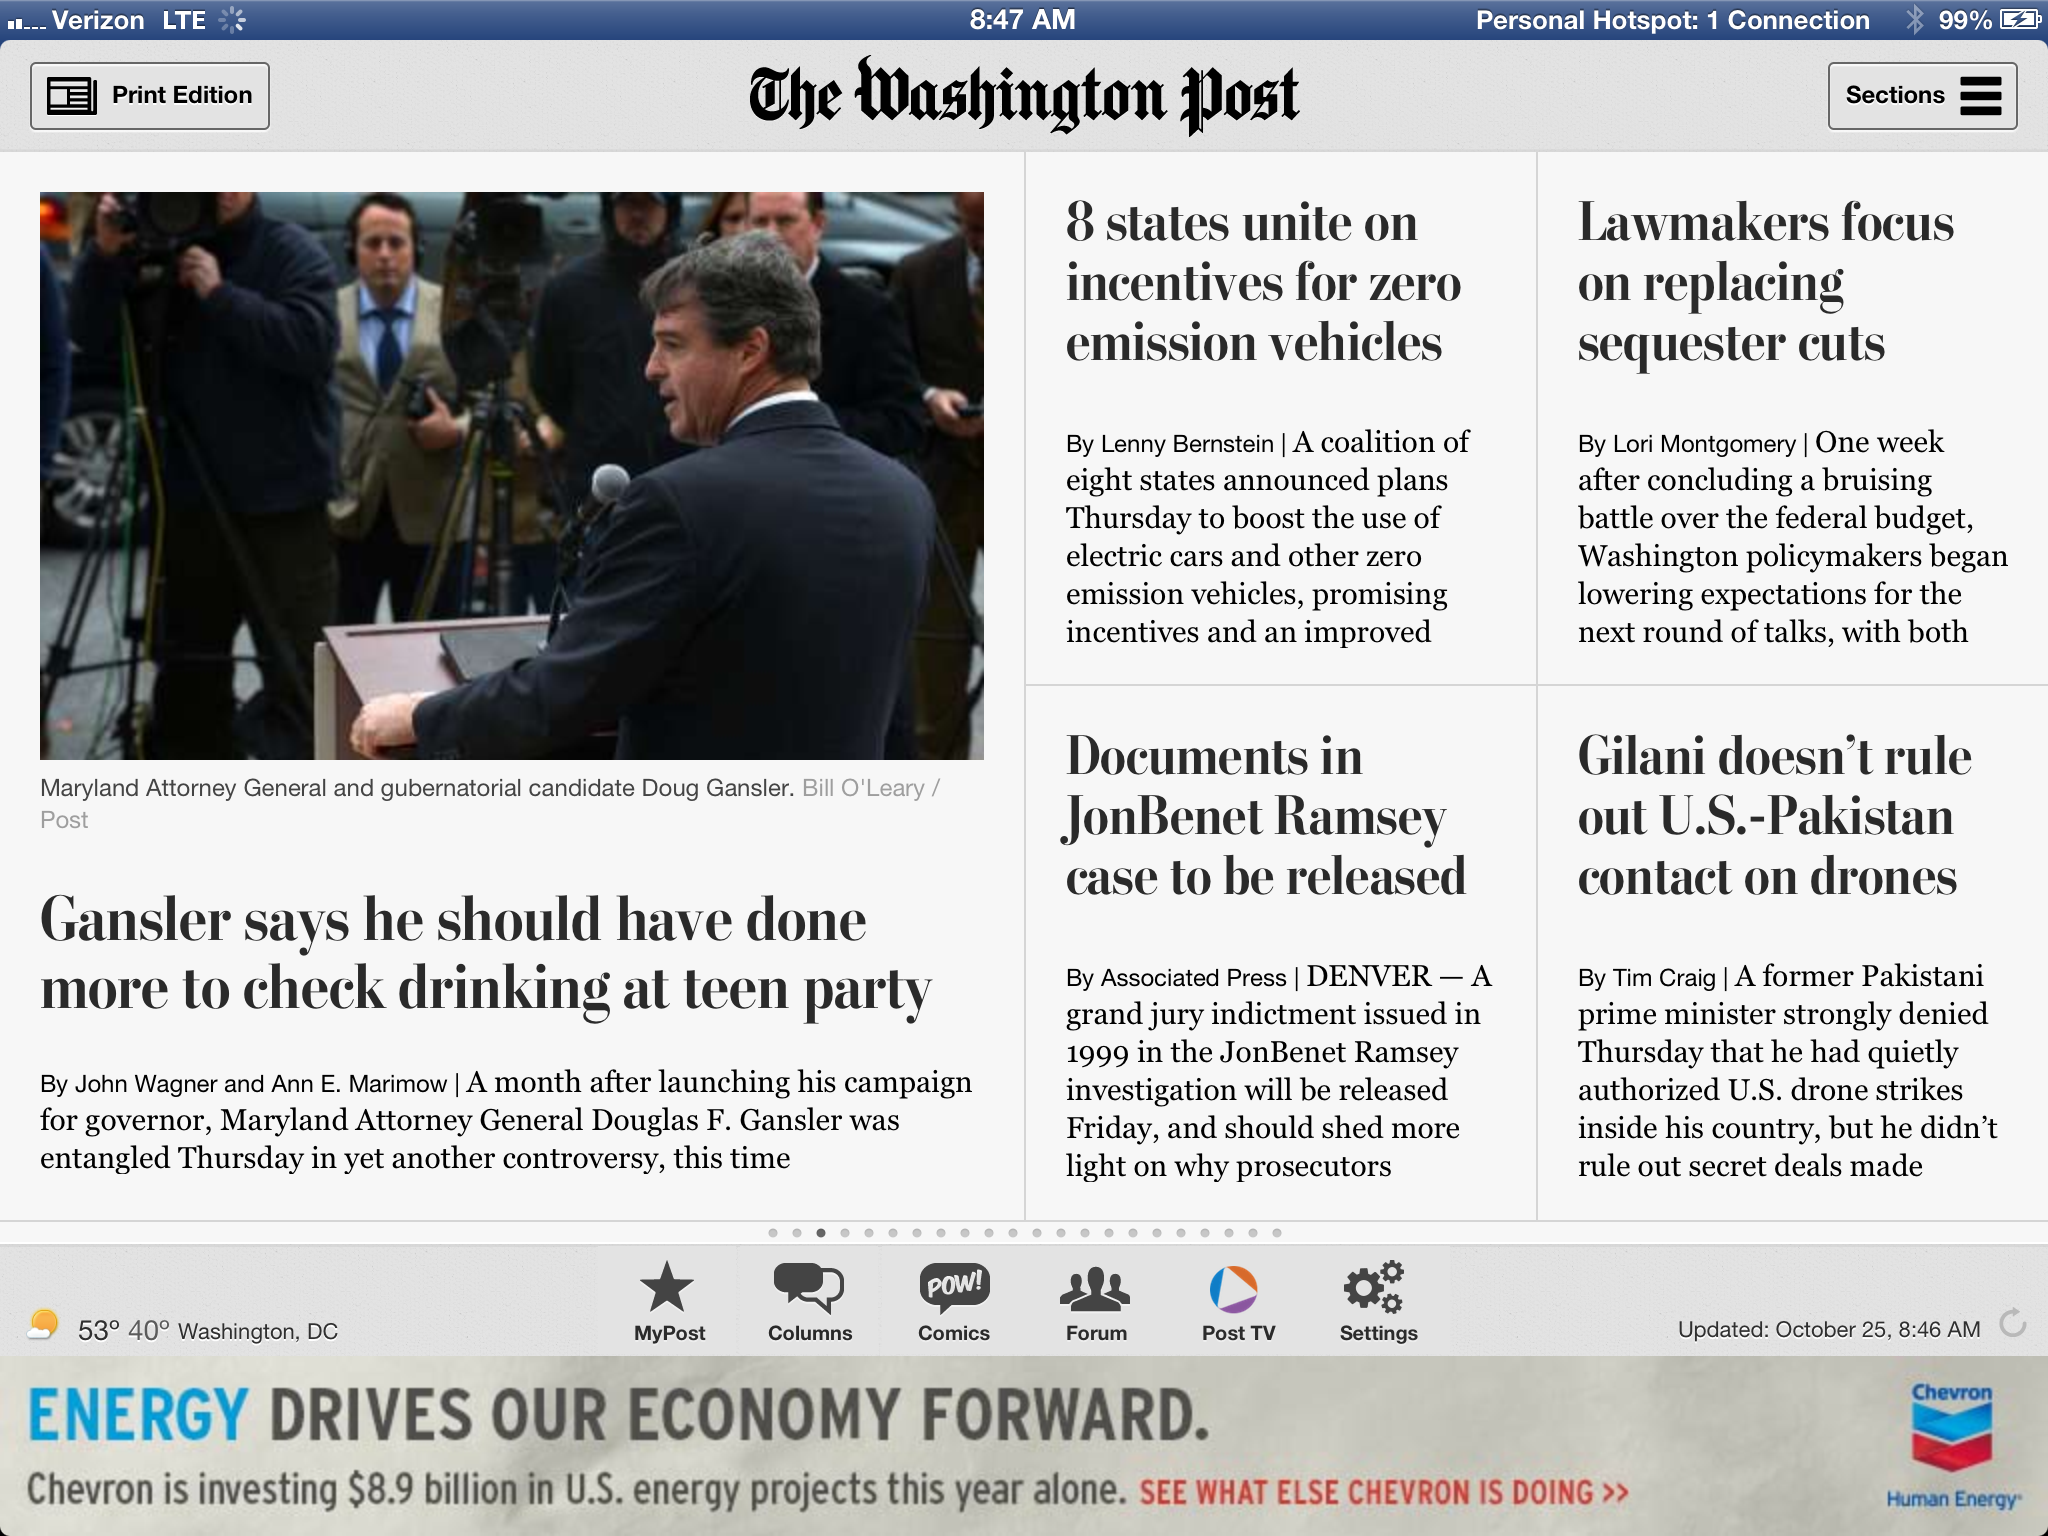 Verizon LTE
8:47 AM
Personal Hotspot: 1 Connection
99%
Print Edition
The Washington Post
Sections
Maryland Attorney General and gubernatorial candidate Doug Gansler. Bill O'Leary /
Post
Gansler says he should have done
more to check drinking at teen party
By John Wagner and Ann E. Marimow | A month after launching his campaign
for governor, Maryland Attorney General Douglas F. Gansler was
entangled Thursday in yet another controversy, this time
8 states unite on
incentives for zero
emission vehicles
By Lenny Bernstein | A coalition of
eight states announced plans
Thursday to boost the use of
electric cars and other zero
emission vehicles, promising
incentives and an improved
Lawmakers focus
on replacing
sequester cuts
By Lori Montgomery | One week
after concluding a bruising
battle over the federal budget,
Washington policymakers began
lowering expectations for the
next round of talks, with both
Documents in
JonBenet Ramsey
case to be released
By Associated Press | DENVER — A
grand jury indictment issued in
1999 in the JonBenet Ramsey
investigation will be released
Friday, and should shed more
light on why prosecutors
Gilani doesn’t rule
out U.S.-Pakistan
contact on drones
By Tim Craig | A former Pakistani
prime minister strongly denied
Thursday that he had quietly
authorized U.S. drone strikes
inside his country, but he didn’t
rule out secret deals made
53° 40° Washington, DC
MyPost
Columns
POW!
Comics
Forum
Post TV
Settings
Updated: October 25, 8:46 AM
ENERGY DRIVES OUR ECONOMY FORWARD.
Chevron is investing $8.9 billion in U.S. energy projects this year alone. SEE WHAT ELSE CHEVRON IS DOING >>
Chevron
Human Energy®